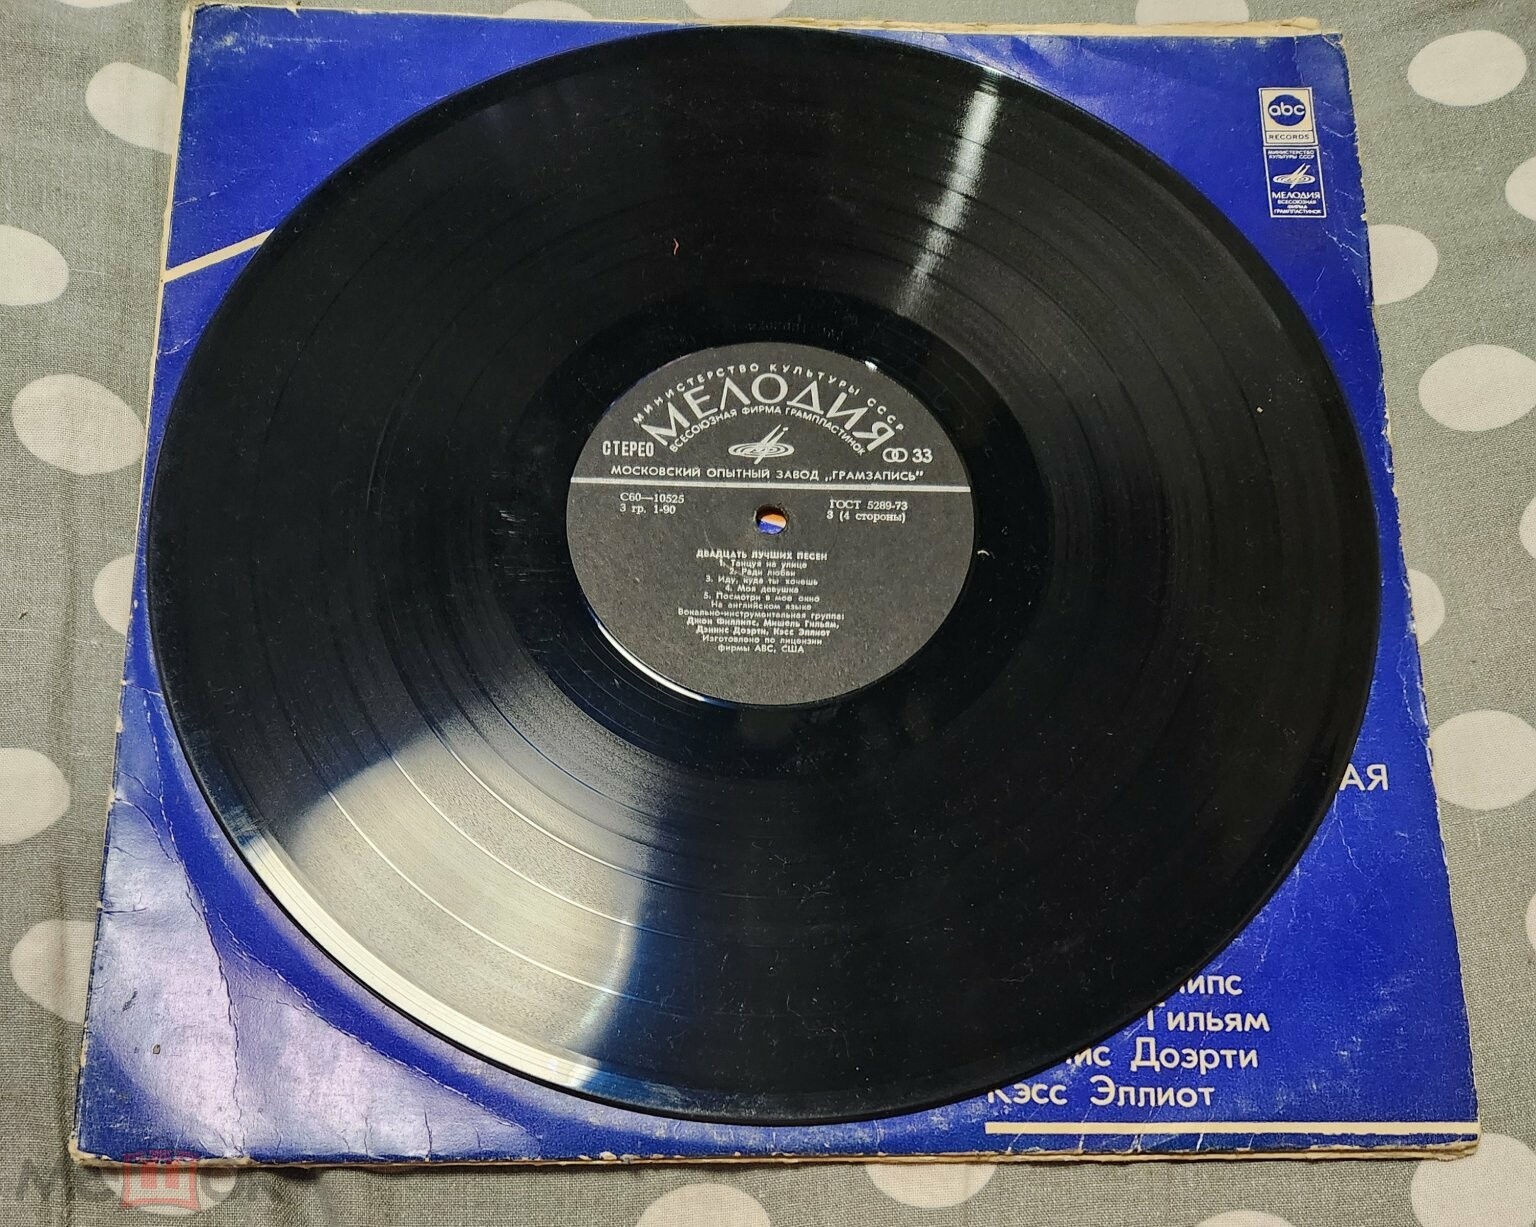 abc
RECORDS
МИНИСТЕРСТВО
КУЛЬТУРЫ СССР
МЕЛОДИЯ
ВСЕСОЮЗНАЯ
ФИРМА
ГРАМПЛАСТИНОК
МИНИСТЕРСТВО КУЛЬТУРЫ СССР
МЕЛОДИЯ
ВСЕСОЮЗНАЯ ФИРМА ГРАМПЛАСТИНОК
СТЕРЕО
33
МОСКОВСКИЙ ОПЫТНЫЙ ЗАВОД „ГРАМЗАПИСЬ"
С60—10525
3 гр. 1-90
ГОСТ 5289-73
3 (4 стороны)
ДВАДЦАТЬ ЛУЧШИХ ПЕСЕН
1. Танцуя на улице
2. Ради любви
3. Иду, куда ты хочешь
4. Моя девушка
5. Посмотри в мое окно
На английском языке
Вокально-инструментальная группа:
Джон Филлипс, Мишель Гильям,
Дэннис Доэрти, Кэсс Эллиот
Изготовлено по лицензии
фирмы АВС, США
АЯ
ипс
Гильям
ис Доэрти
Кэсс Эллиот